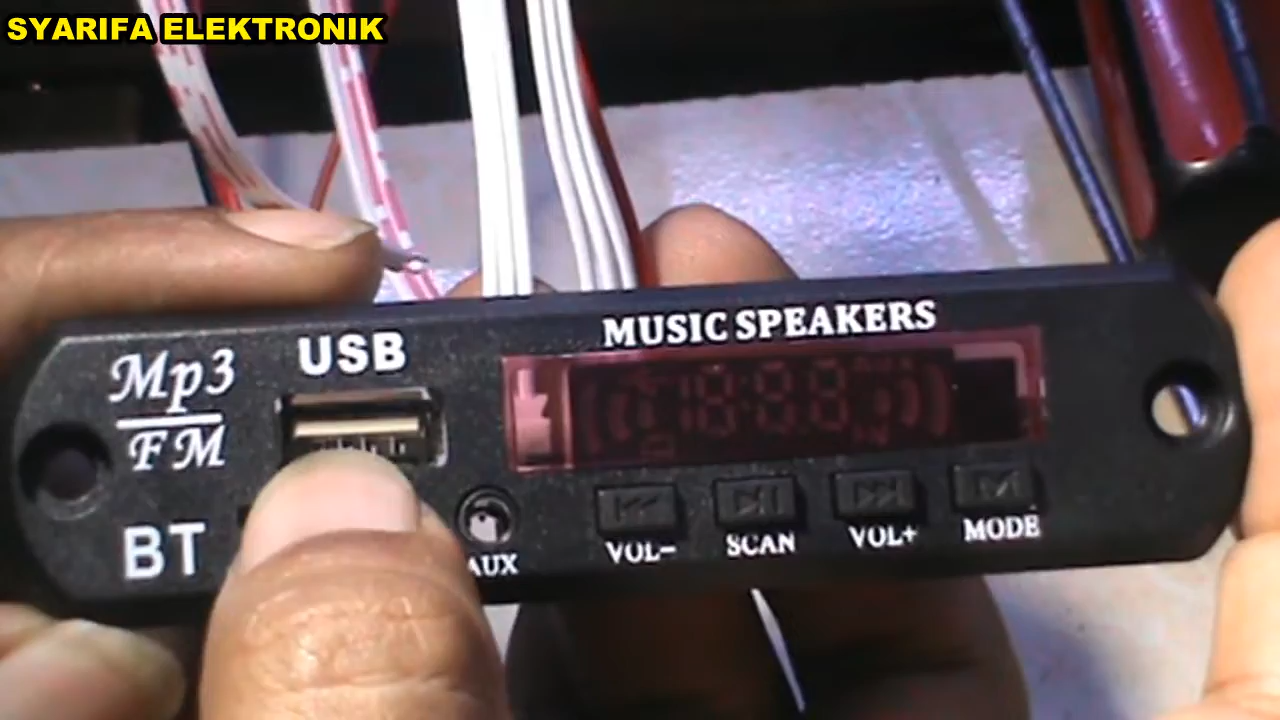 SYARIFA ELEKTRONIK
MUSIC SPEAKERS
Mp3
FM
USB
BT
AUX
VOL-
SCAN
VOL+
MODE